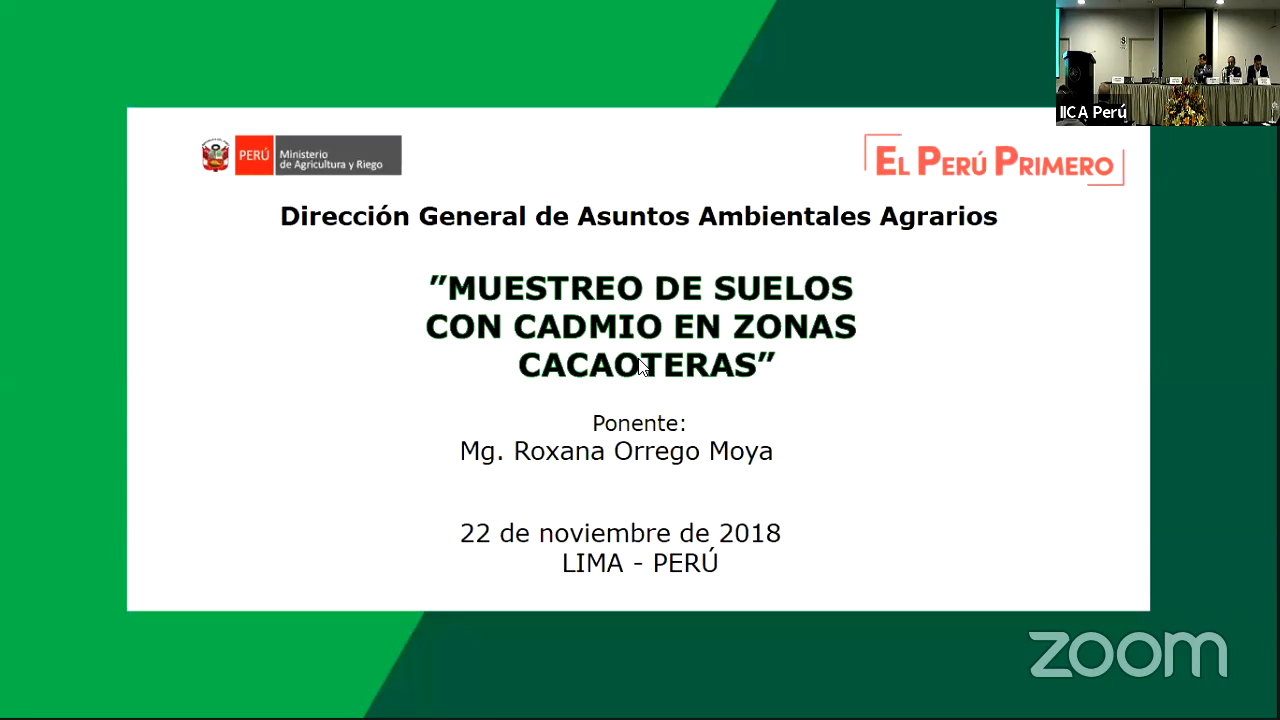 IICA Perú
PERÚ
Ministerio
de Agricultura y Riego
EL PERÚ PRIMERO
Dirección General de Asuntos Ambientales Agrarios
”MUESTREO DE SUELOS
CON CADMIO EN ZONAS
CACAOTERAS”
Ponente:
Mg. Roxana Orrego Moya
22 de noviembre de 2018
LIMA - PERÚ
zoom